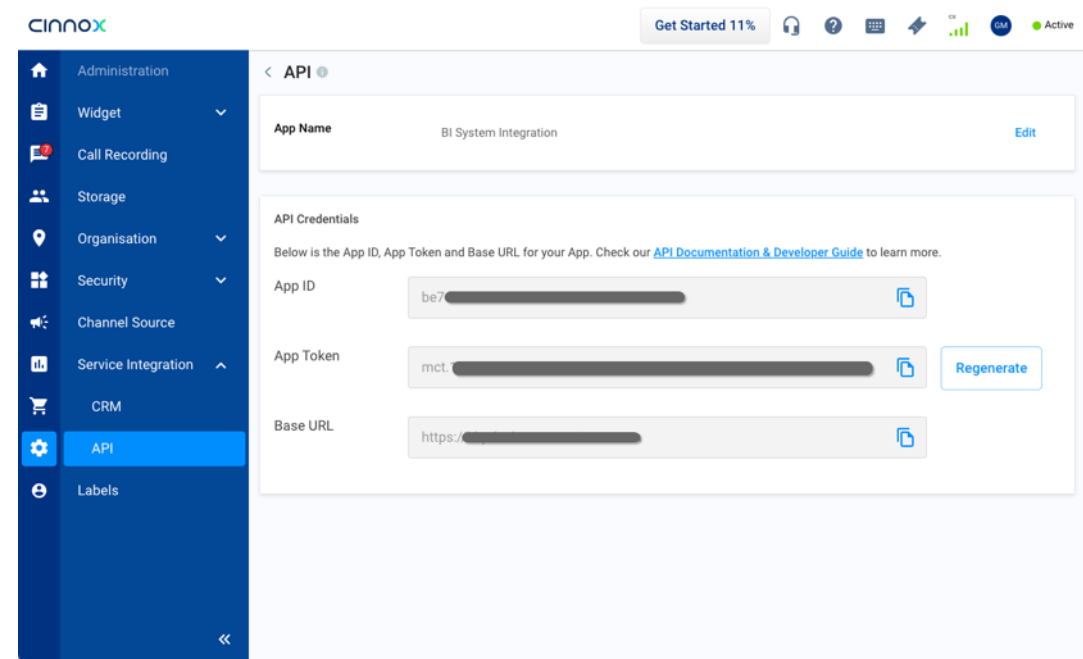 CINNOX
Get Started 11%
CX
GM
Active
Administration
Widget
7
Call Recording
Storage
Organisation
Security
Channel Source
Service Integration
CRM
API
Labels
API
App Name
BI System Integration
Edit
API Credentials
Below is the App ID, App Token and Base URL for your App. Check our API Documentation & Developer Guide to learn more.
App ID
be7
App Token
mct.
Regenerate
Base URL
https:/